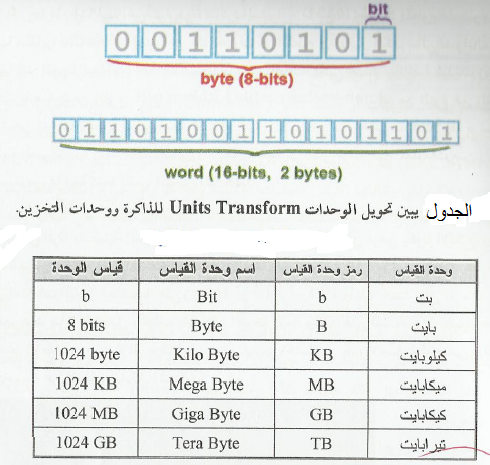 bit
0 0 1 1 0 1 0 1
byte (8-bits)
0 1 1 0 1 0 0 1 1 0 1 0 1 1 0 1
word (16-bits, 2 bytes)
الجدول يبين تحويل الوحدات Units Transform للذاكرة ووحدات التخزين.
وحدة القياس رمز وحدة القياس اسم وحدة القياس قياس الوحدة
بت b Bit b
بايت B Byte 8 bits
كيلوبايت KB Kilo Byte 1024 byte
ميكابايت MB Mega Byte 1024 KB
كيكابايت GB Giga Byte 1024 MB
تيرابايت TB Tera Byte 1024 GB